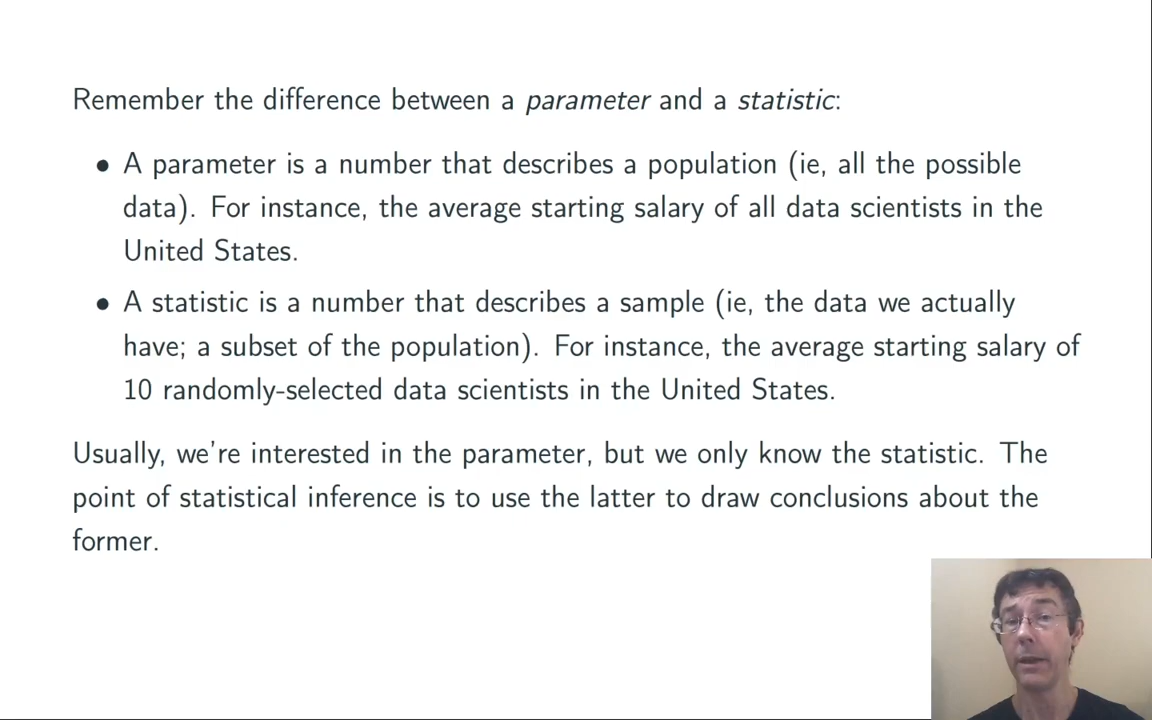 Remember the difference between a parameter and a statistic:
• A parameter is a number that describes a population (ie, all the possible
data). For instance, the average starting salary of all data scientists in the
United States.
• A statistic is a number that describes a sample (ie, the data we actually
have; a subset of the population). For instance, the average starting salary of
10 randomly-selected data scientists in the United States.
Usually, we're interested in the parameter, but we only know the statistic. The
point of statistical inference is to use the latter to draw conclusions about the
former.